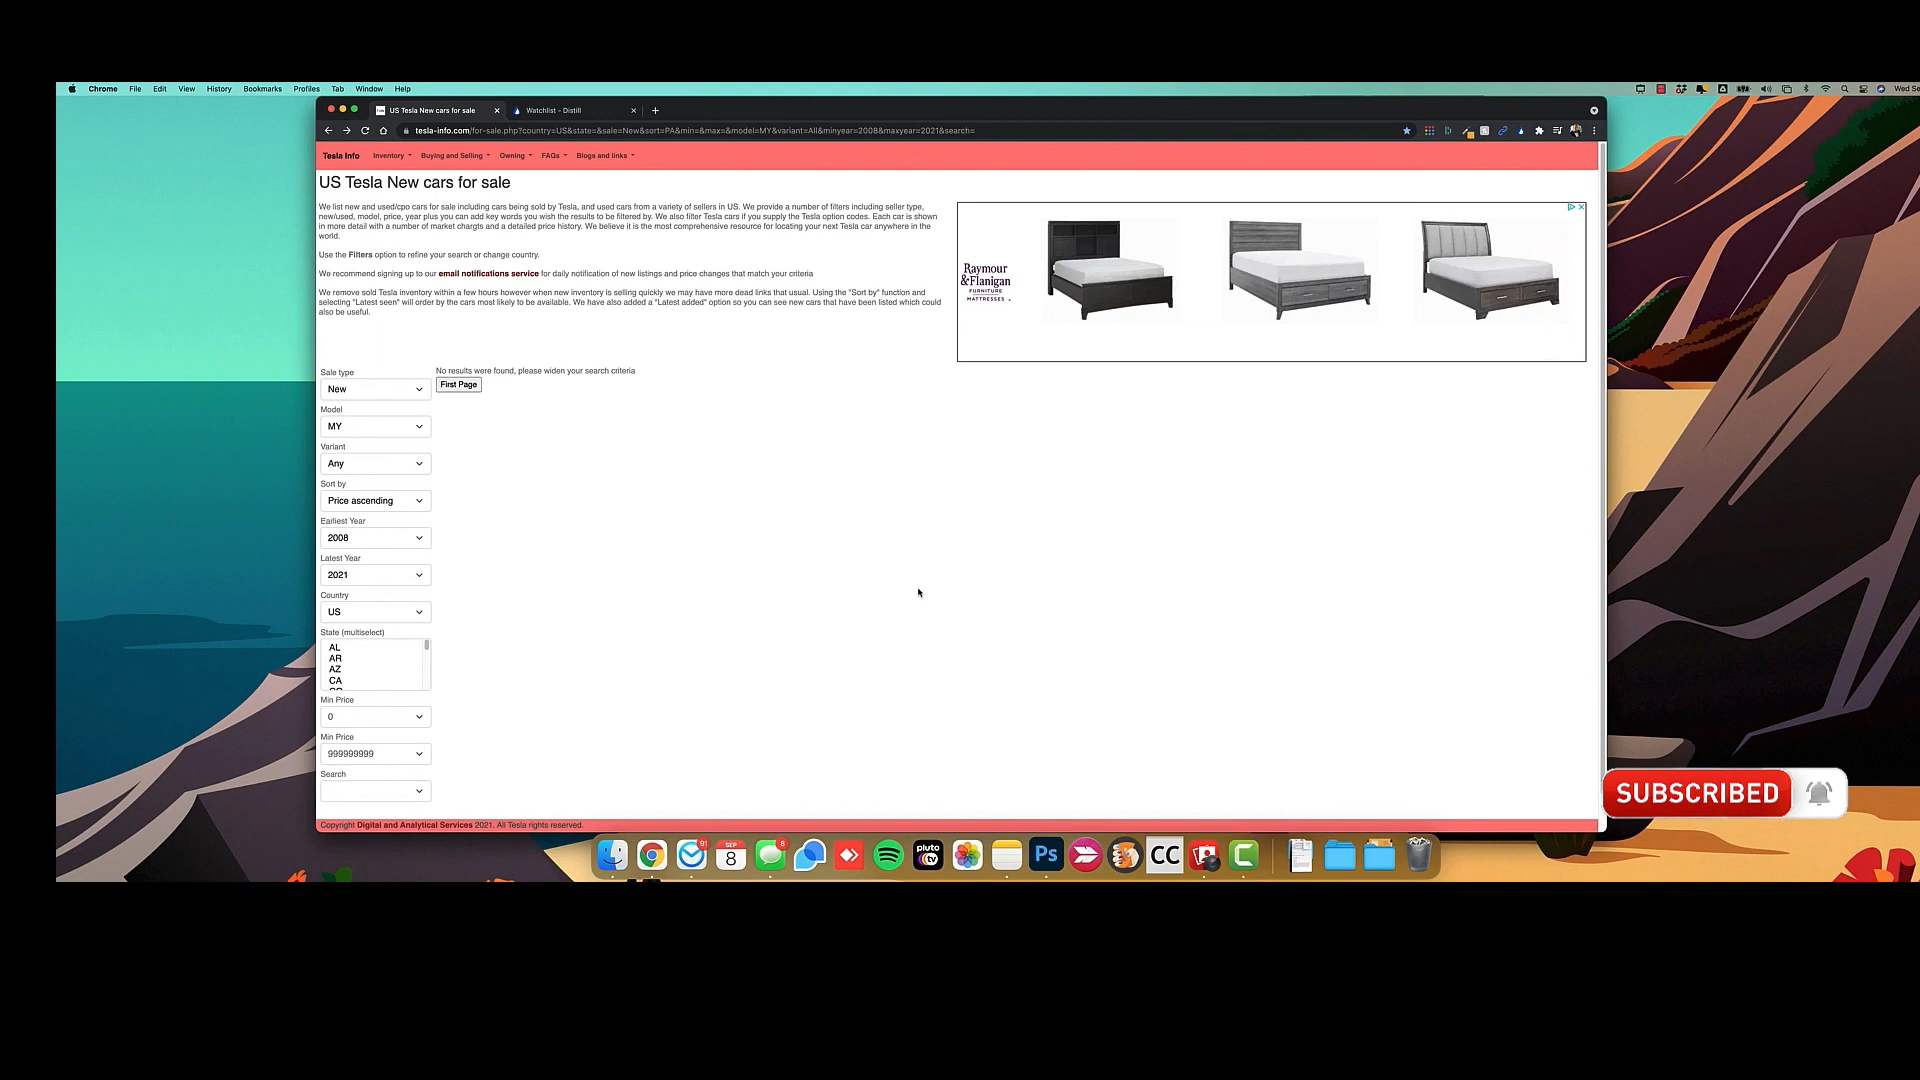 Chrome File Edit View History Bookmarks Profiles Tab Window Help
Wed Se
US Tesla New cars for sale
Watchlist - Distill
tesla-info.com/for-sale.php?country=US&state=&sale=New&sort=PA&min=&max=&model=MY&variant=All&minyear=2008&maxyear=2021&search=
Tesla Info Inventory Buying and Selling Owning FAQs Blogs and links
US Tesla New cars for sale
We list new and used/cpo cars for sale including cars being sold by Tesla, and used cars from a variety of sellers in US. We provide a number of filters including seller type,
new/used, model, price, year plus you can add key words you wish the results to be filtered by. We also filter Tesla cars if you supply the Tesla option codes. Each car is shown
in more detail with a number of market chargts and a detailed price history. We believe it is the most comprehensive resource for locating your next Tesla car anywhere in the
world.
Use the Filters option to refine your search or change country.
We recommend signing up to our email notifications service for daily notification of new listings and price changes that match your criteria
We remove sold Tesla inventory within a few hours however when new inventory is selling quickly we may have more dead links that usual. Using the "Sort by" function and
selecting "Latest seen" will order by the cars most likely to be available. We have also added a "Latest added" option so you can see new cars that have been listed which could
also be useful.
Raymour
&Flanigan
FURNITURE
MATTRESSES
Sale type
New
No results were found, please widen your search criteria
First Page
Model
MY
Variant
Any
Sort by
Price ascending
Earliest Year
2008
Latest Year
2021
Country
US
State (multiselect)
AL
AR
AZ
CA
Min Price
0
Min Price
999999999
Search
Copyright Digital and Analytical Services 2021. All Tesla rights reserved.
SUBSCRIBED
91
SEP
8
8
pluto
tv
Ps
CC